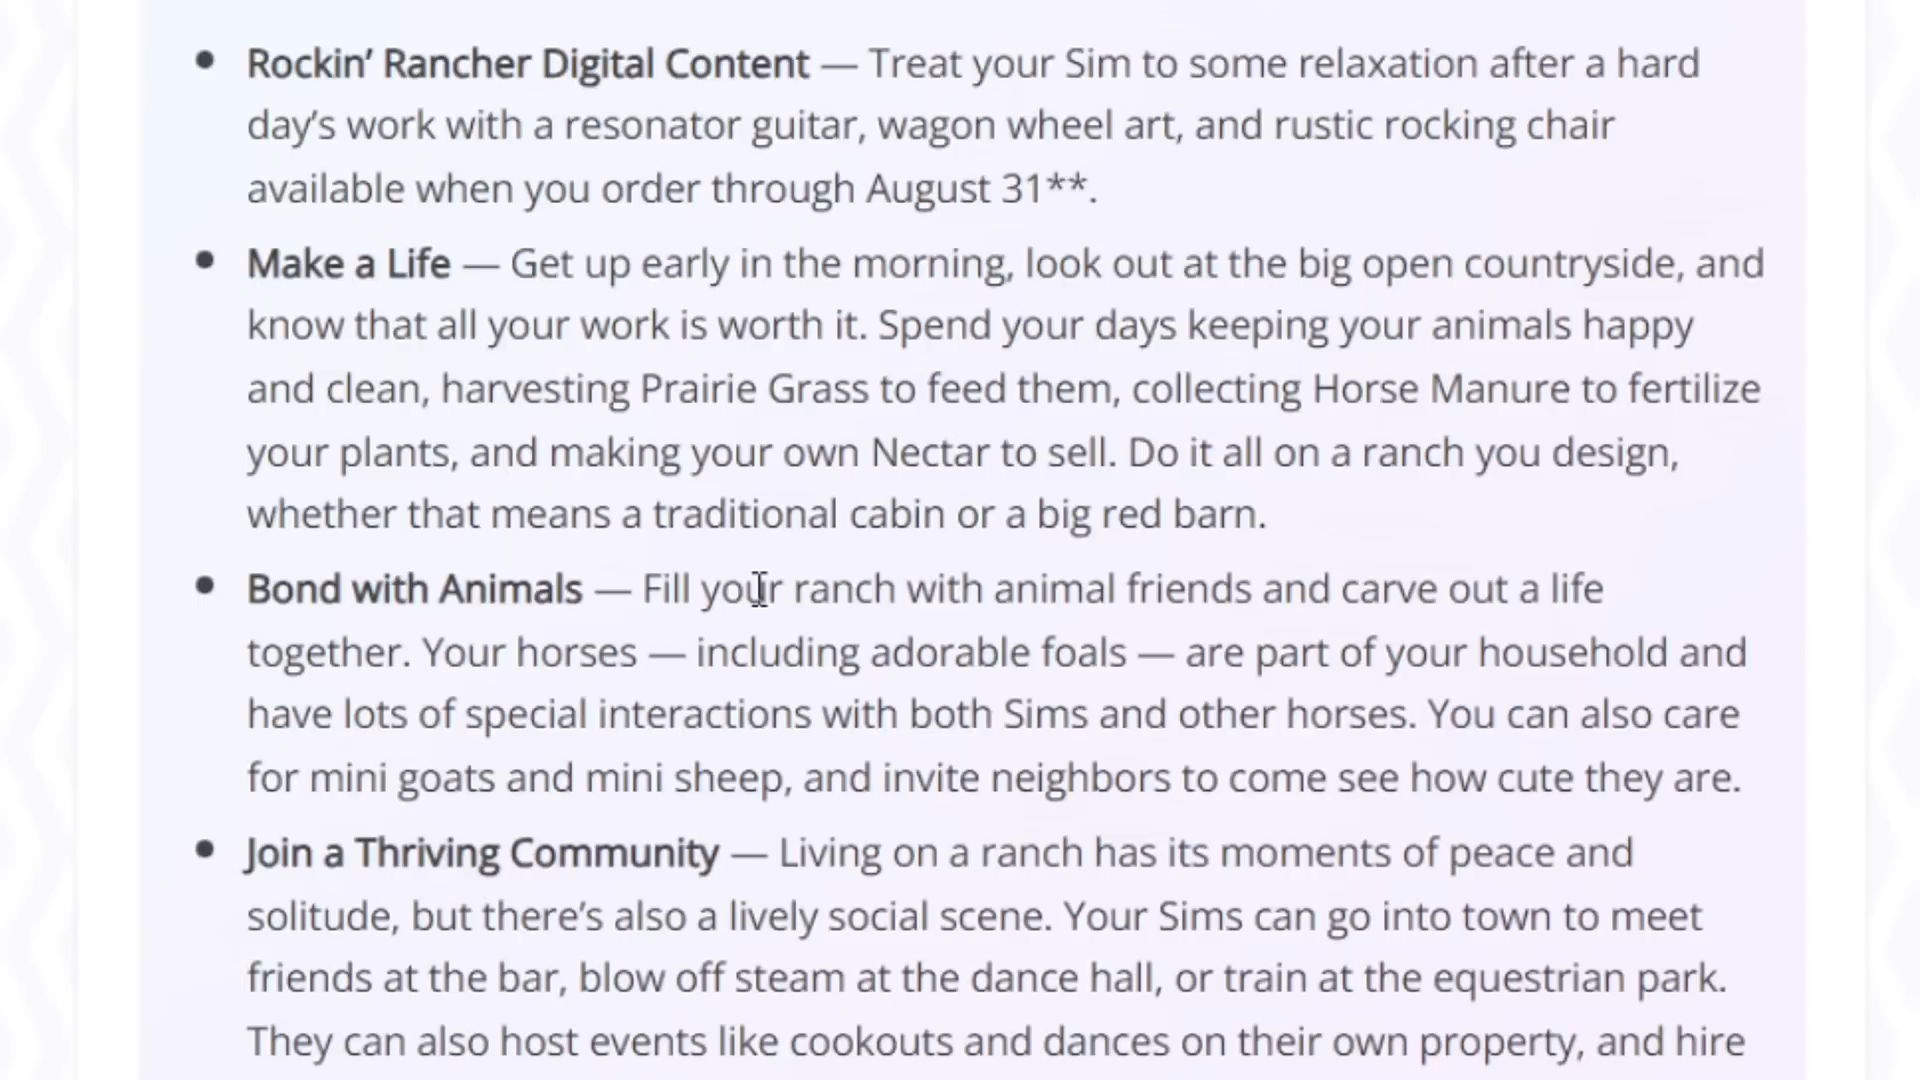 • Rockin’ Rancher Digital Content — Treat your Sim to some relaxation after a hard
day’s work with a resonator guitar, wagon wheel art, and rustic rocking chair
available when you order through August 31**.
• Make a Life — Get up early in the morning, look out at the big open countryside, and
know that all your work is worth it. Spend your days keeping your animals happy
and clean, harvesting Prairie Grass to feed them, collecting Horse Manure to fertilize
your plants, and making your own Nectar to sell. Do it all on a ranch you design,
whether that means a traditional cabin or a big red barn.
• Bond with Animals — Fill your ranch with animal friends and carve out a life
together. Your horses — including adorable foals — are part of your household and
have lots of special interactions with both Sims and other horses. You can also care
for mini goats and mini sheep, and invite neighbors to come see how cute they are.
• Join a Thriving Community — Living on a ranch has its moments of peace and
solitude, but there’s also a lively social scene. Your Sims can go into town to meet
friends at the bar, blow off steam at the dance hall, or train at the equestrian park.
They can also host events like cookouts and dances on their own property, and hire